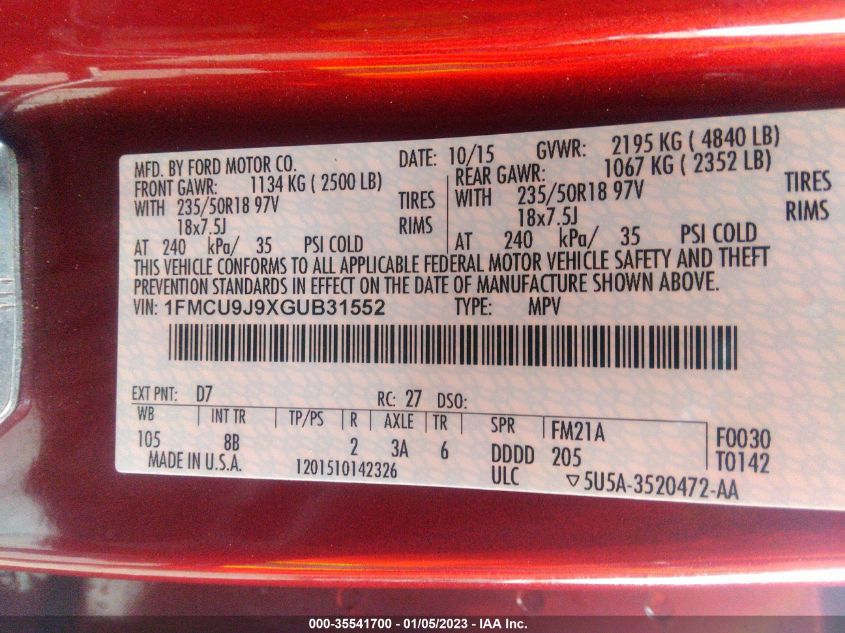 MFD. BY FORD MOTOR CO. DATE: 10/15 GVWR: 2195 KG ( 4840 LB)
FRONT GAWR: 1134 KG ( 2500 LB) REAR GAWR: 1067 KG ( 2352 LB)
WITH 235/50R18 97V TIRES WITH 235/50R18 97V TIRES
18x7.5J RIMS 18x7.5J RIMS
AT 240 kPa/ 35 PSI COLD AT 240 kPa/ 35 PSI COLD
THIS VEHICLE CONFORMS TO ALL APPLICABLE FEDERAL MOTOR VEHICLE SAFETY AND THEFT
PREVENTION STANDARDS IN EFFECT ON THE DATE OF MANUFACTURE SHOWN ABOVE.
VIN: 1FMCU9J9XGUB31552 TYPE: MPV
EXT PNT: D7 RC: 27 DSO:
WB INT TR TP/PS R AXLE TR SPR FM21A F0030
105 8B 2 3A 6 DDDD 205 T0142
MADE IN U.S.A. 1201510142326 ULC ▽5U5A-3520472-AA
000-35541700 - 01/05/2023 - IAA Inc.